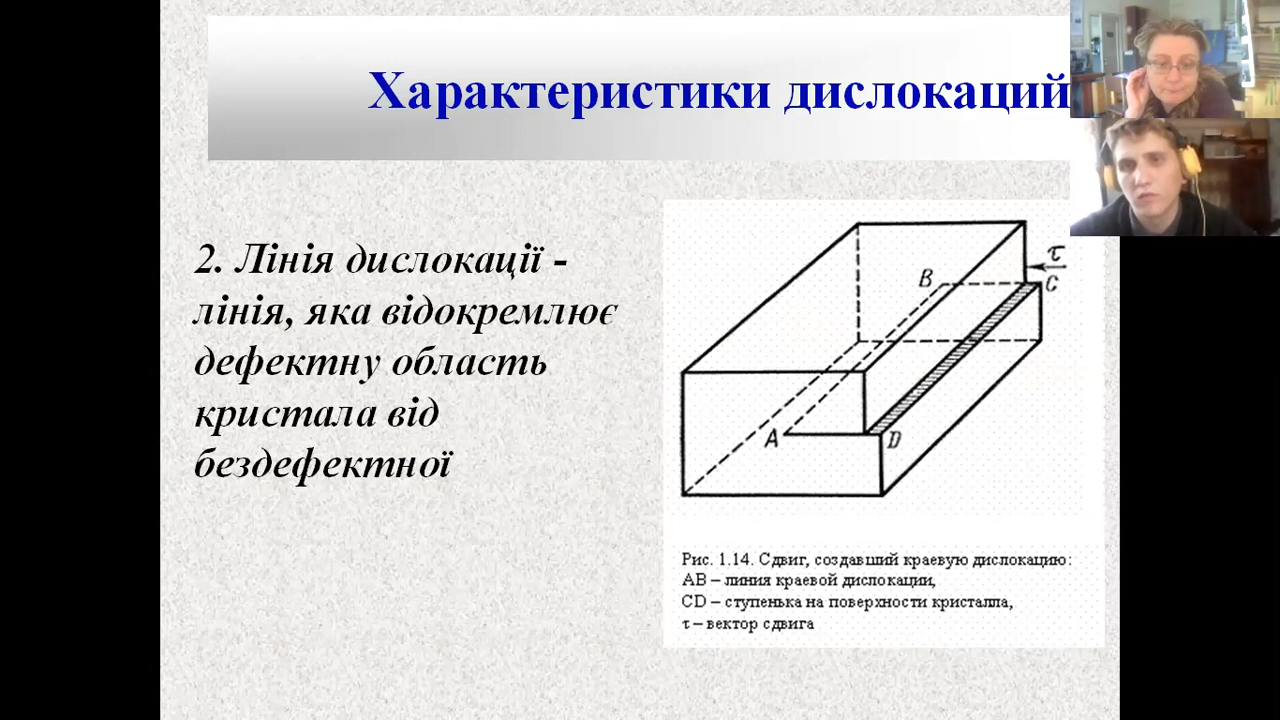 Характеристики дислокаций
2. Лінія дислокації -
лінія, яка відокремлює
дефектну область
кристала від
бездефектної
τ
B
C
A
D
Рис. 1.14. Сдвиг, создавший краевую дислокацию:
AB – линия краевой дислокации,
CD – ступенька на поверхности кристалла,
τ – вектор сдвига